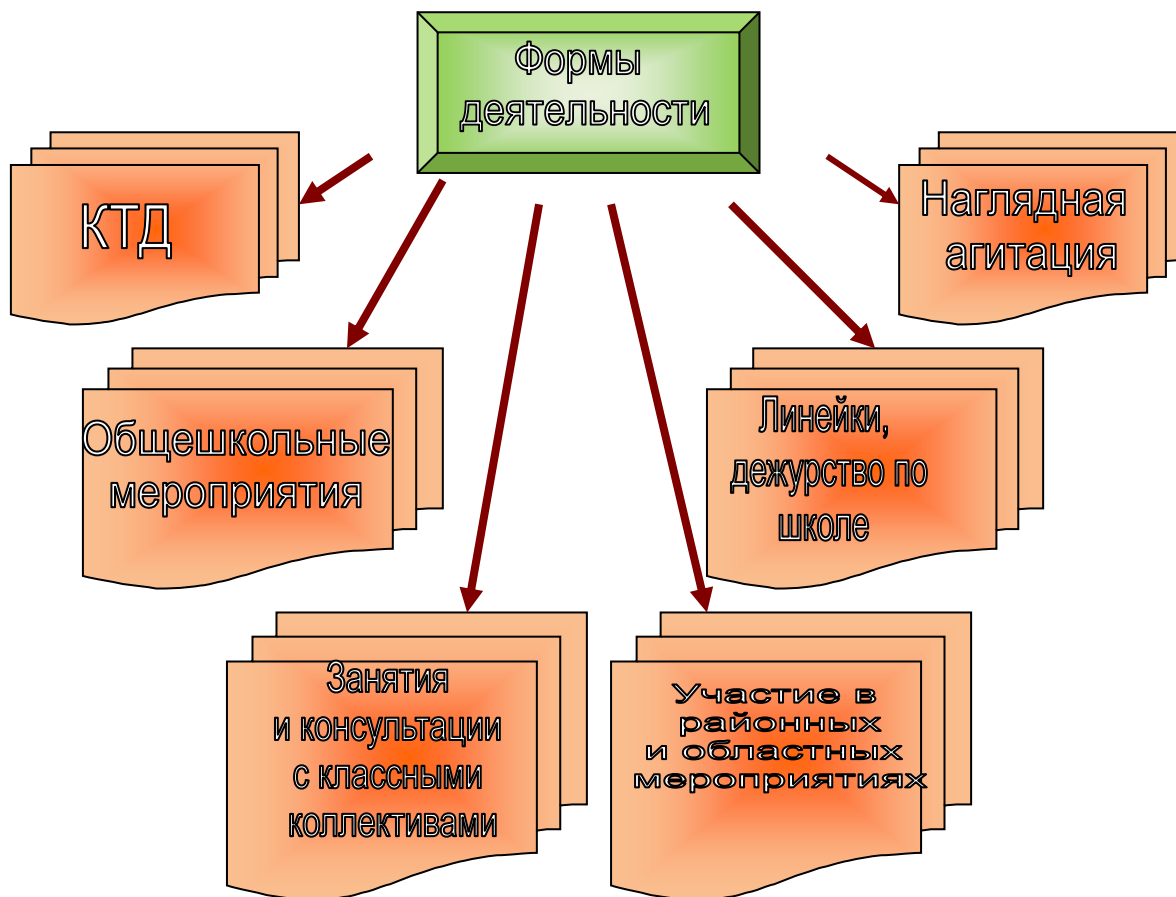 Формы
деятельности
КТД
Наглядная
агитация
Общешкольные
мероприятия
Линейки,
дежурство по
школе
Занятия
и консультации
с классными
коллективами
Участие в
районных
и областных
мероприятиях